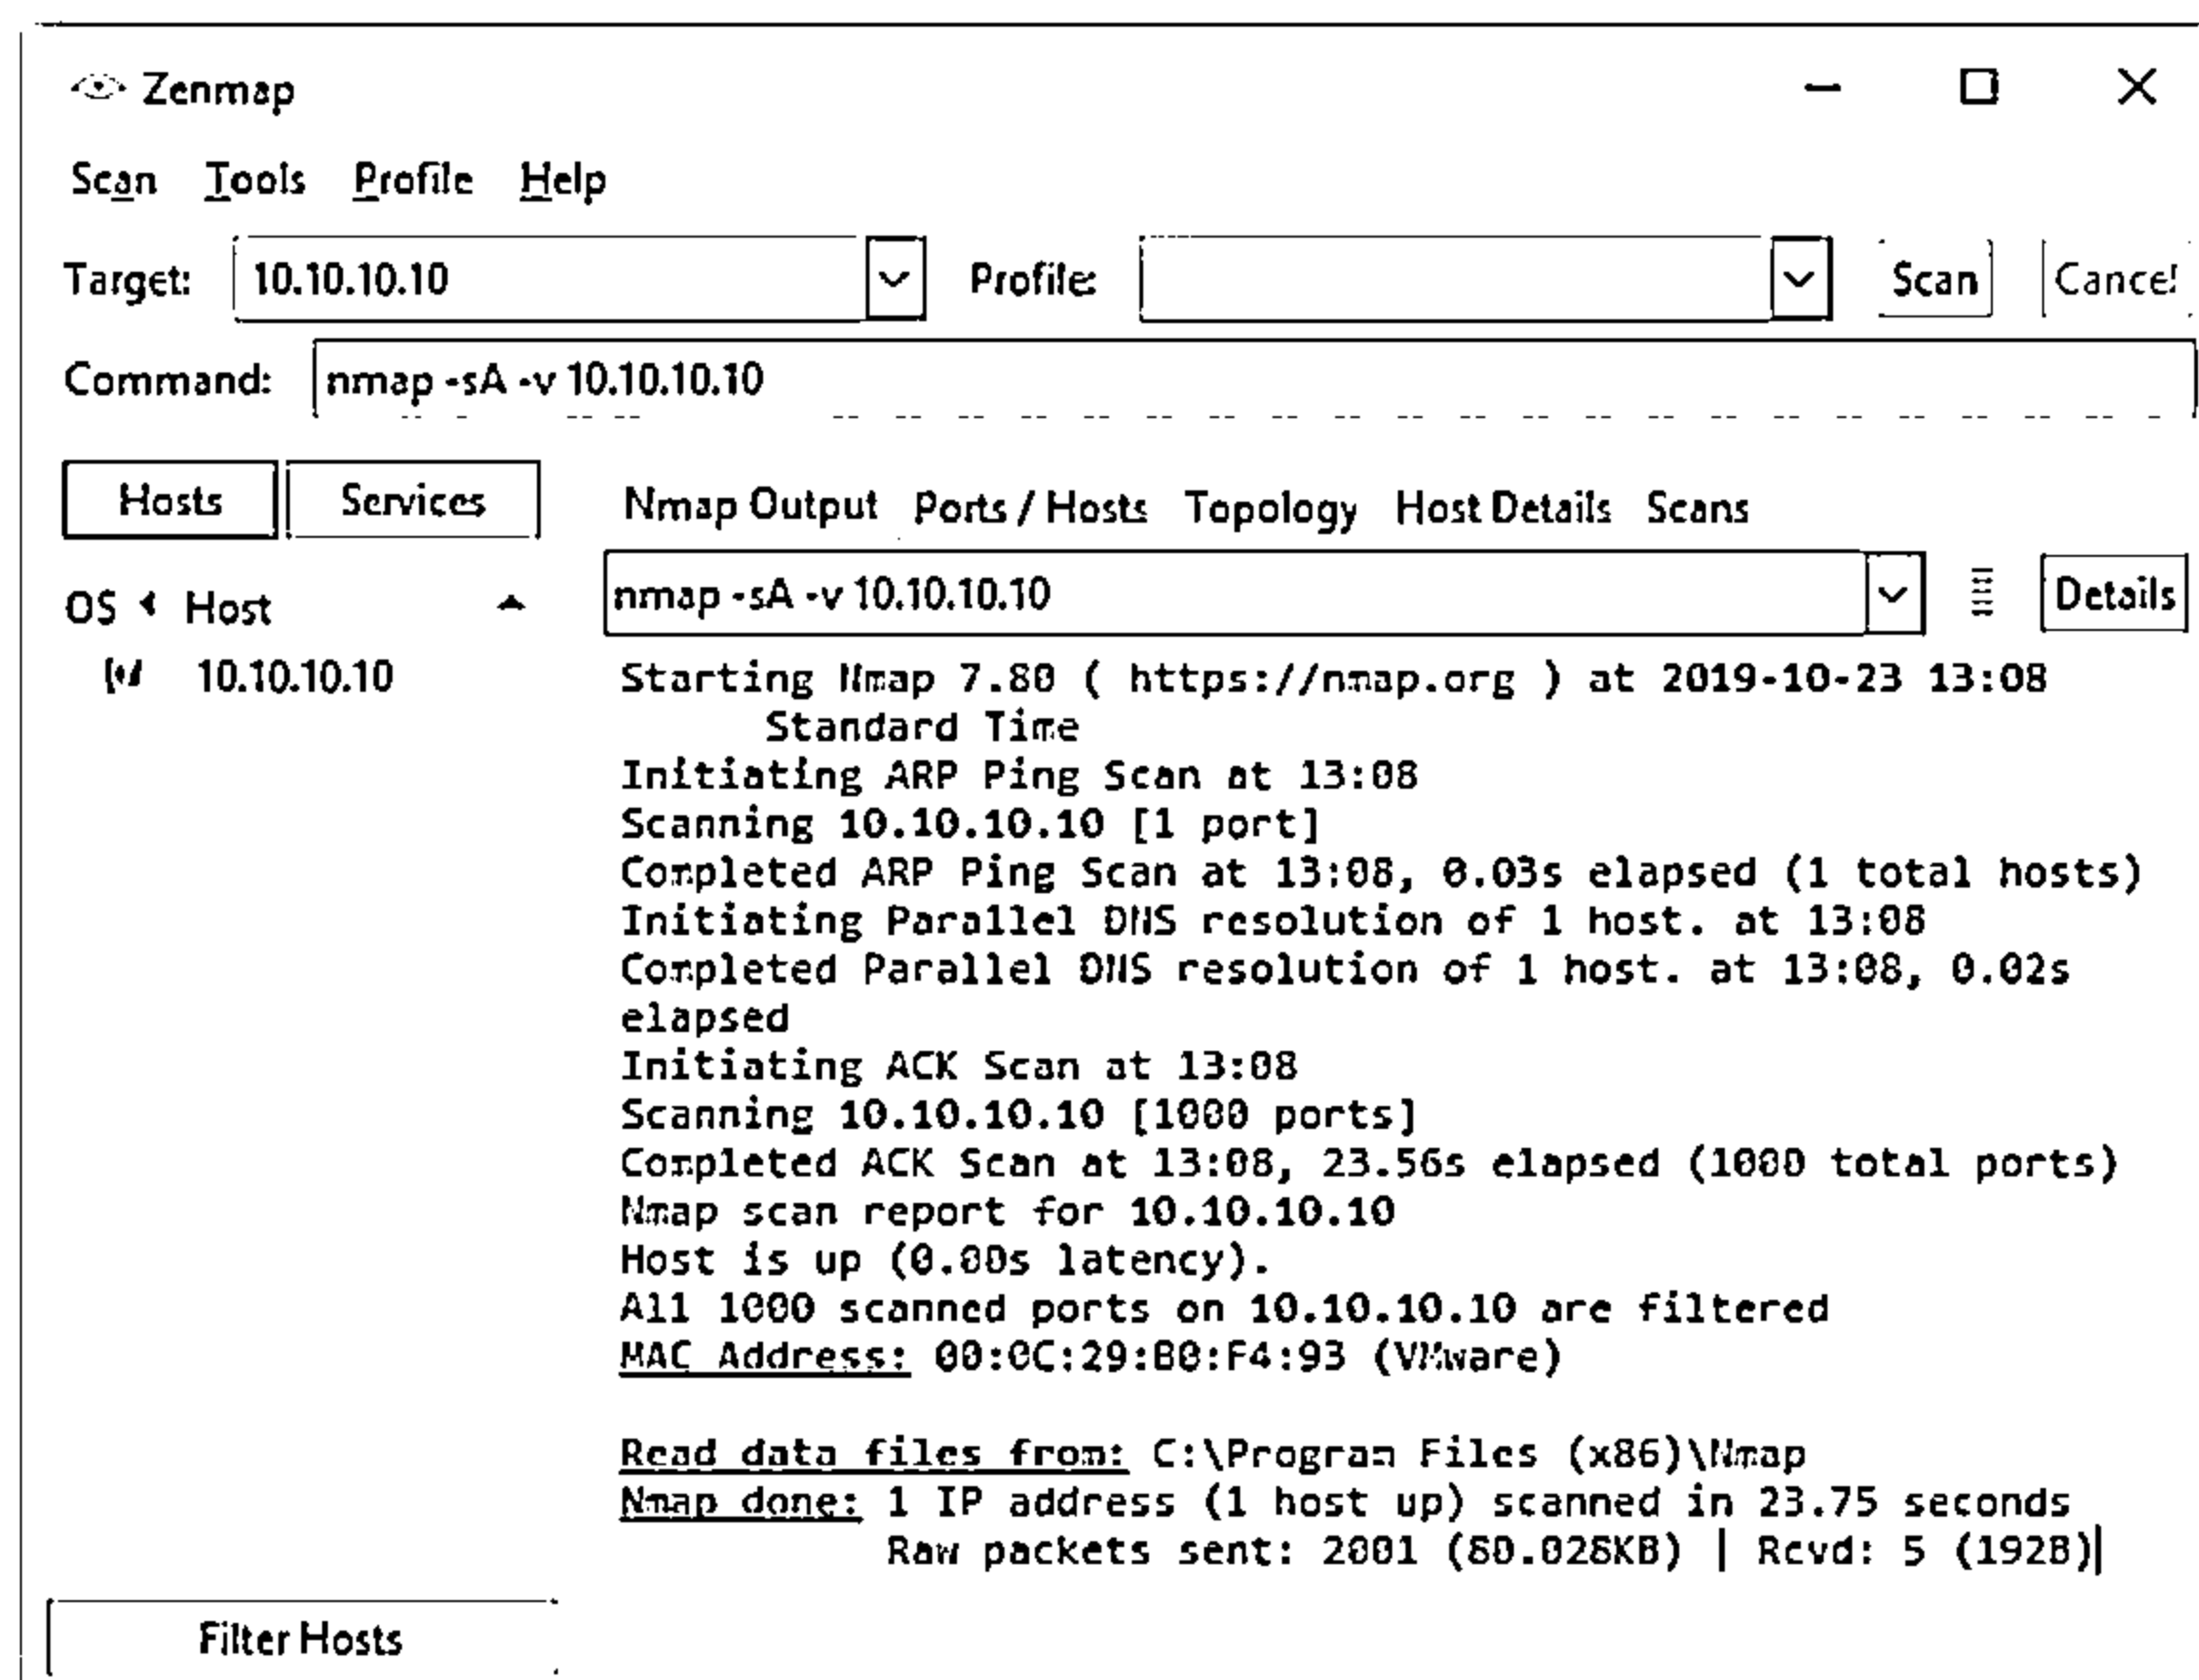 Zenmap
Scan Tools Profile Help
Target: 10.10.10.10 Profile: Scan Cancel
Command: nmap -sA -v 10.10.10.10
Hosts Services
Nmap Output Ports / Hosts Topology Host Details Scans
OS Host
nmap -sA -v 10.10.10.10 Details
10.10.10.10
Starting Nmap 7.80 ( https://nmap.org ) at 2019-10-23 13:08
Standard Time
Initiating ARP Ping Scan at 13:08
Scanning 10.10.10.10 [1 port]
Completed ARP Ping Scan at 13:08, 0.03s elapsed (1 total hosts)
Initiating Parallel DNS resolution of 1 host. at 13:08
Completed Parallel DNS resolution of 1 host. at 13:08, 0.02s
elapsed
Initiating ACK Scan at 13:08
Scanning 10.10.10.10 [1000 ports]
Completed ACK Scan at 13:08, 23.56s elapsed (1000 total ports)
Nmap scan report for 10.10.10.10
Host is up (0.00s latency).
All 1000 scanned ports on 10.10.10.10 are filtered
MAC Address: 00:0C:29:B0:F4:93 (VMware)
Read data files from: C:\Program Files (x86)\Nmap
Nmap done: 1 IP address (1 host up) scanned in 23.75 seconds
Raw packets sent: 2001 (80.028KB) | Rcvd: 5 (192B)
Filter Hosts